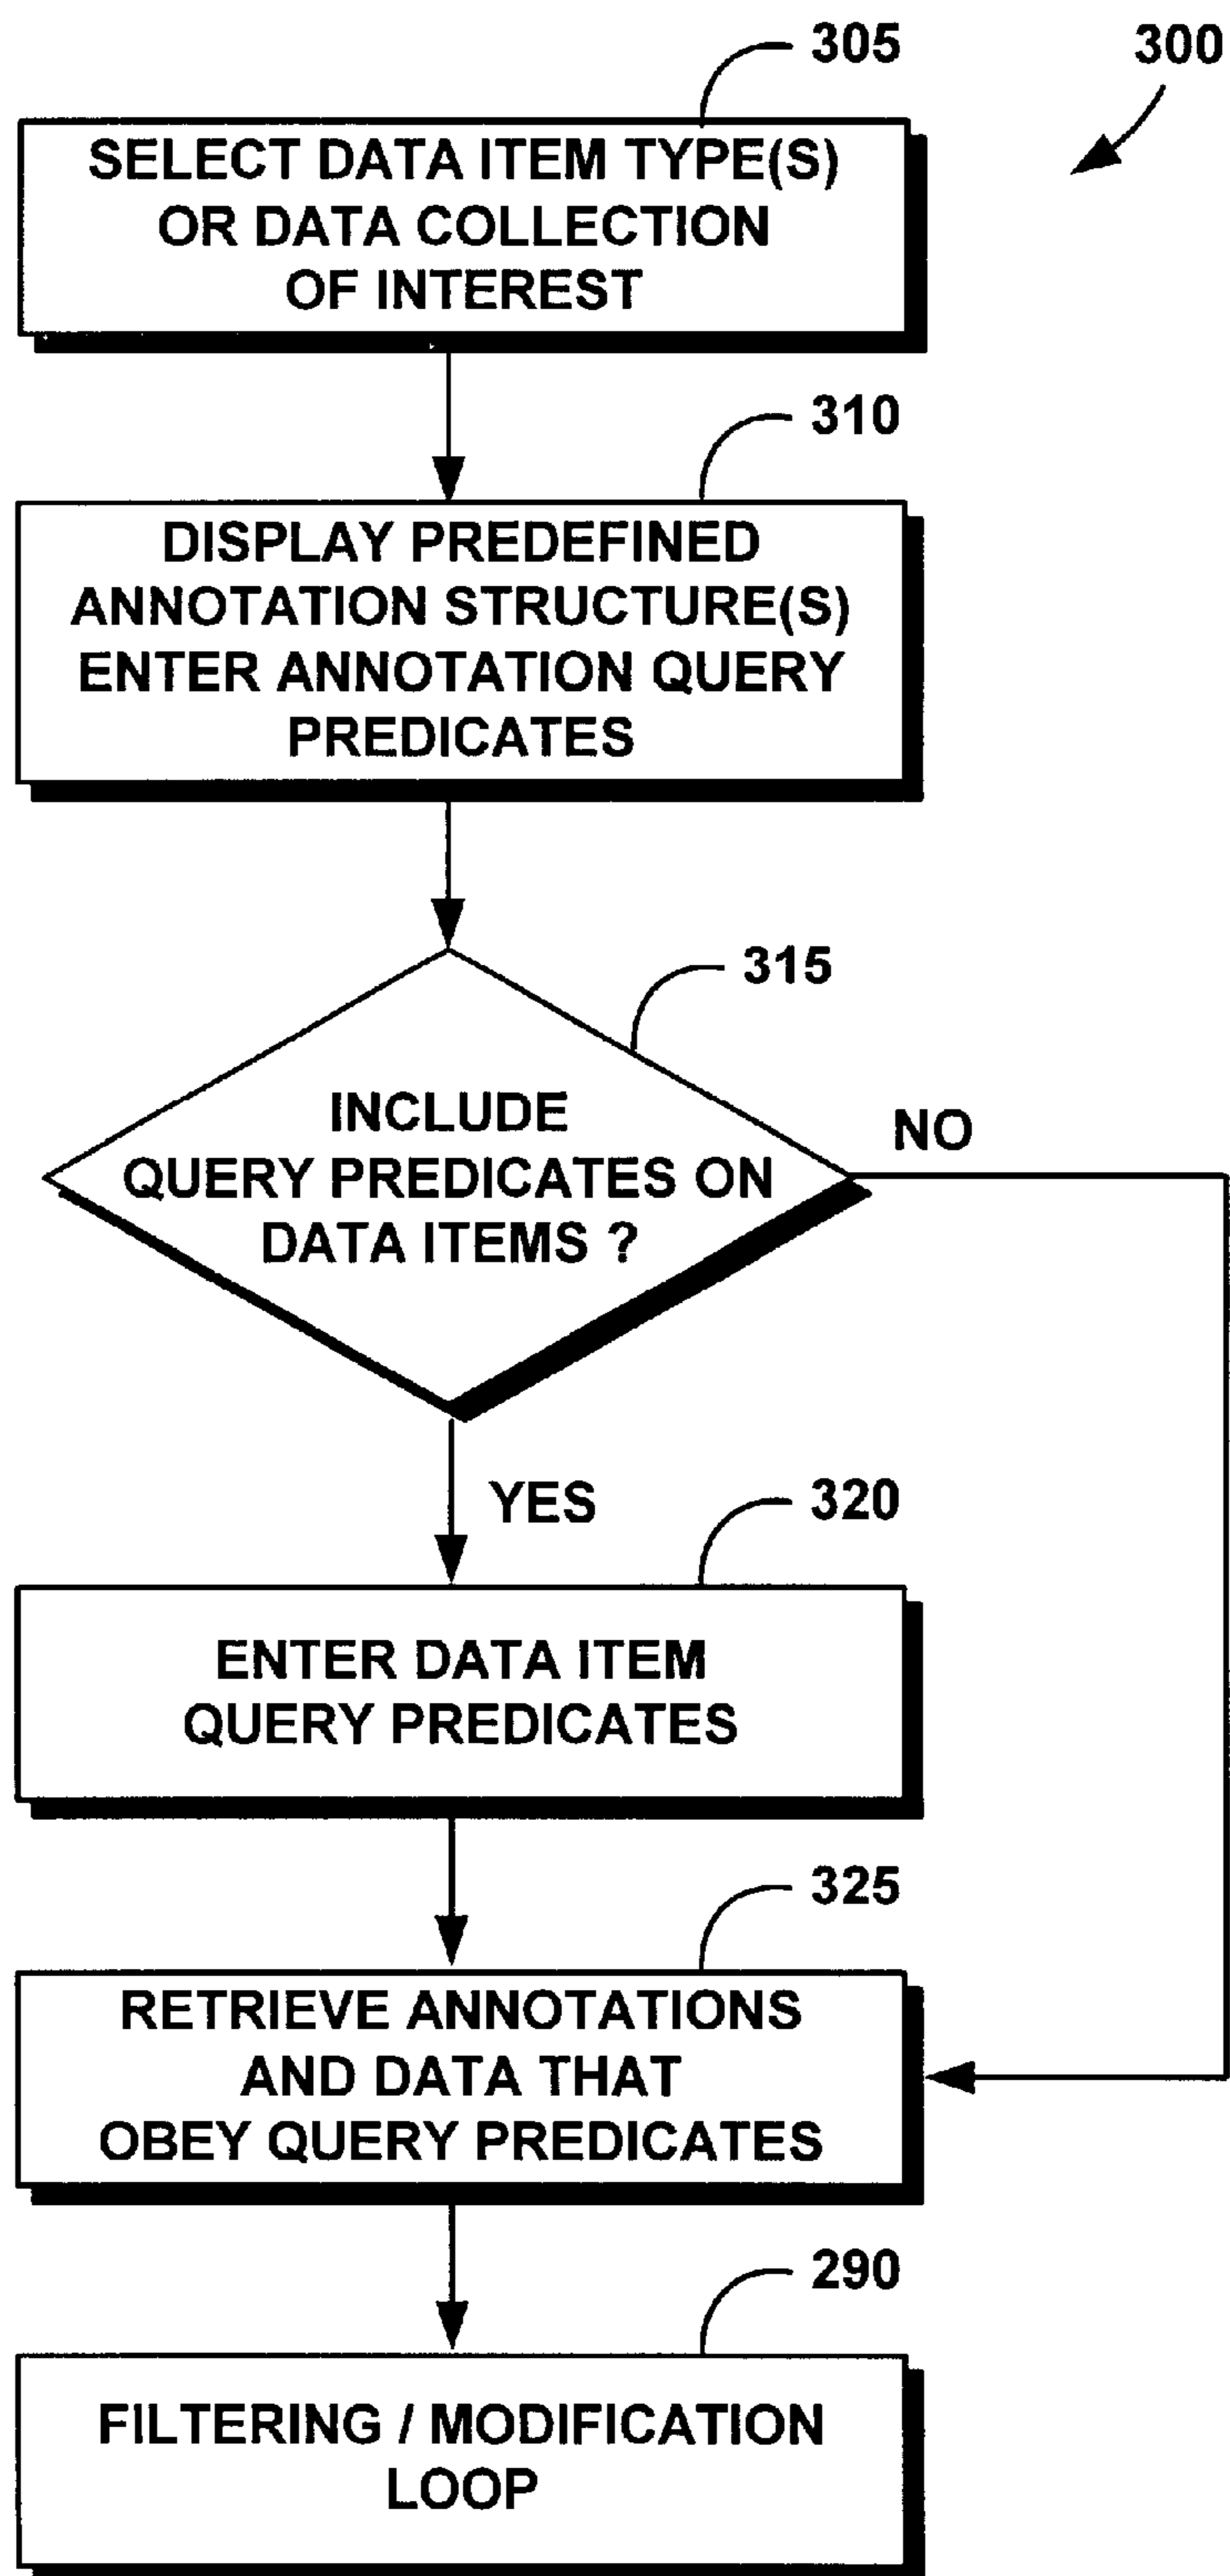 305
300
SELECT DATA ITEM TYPE(S)
OR DATA COLLECTION
OF INTEREST
310
DISPLAY PREDEFINED
ANNOTATION STRUCTURE(S)
ENTER ANNOTATION QUERY
PREDICATES
315
INCLUDE
QUERY PREDICATES ON
DATA ITEMS ?
NO
YES
320
ENTER DATA ITEM
QUERY PREDICATES
325
RETRIEVE ANNOTATIONS
AND DATA THAT
OBEY QUERY PREDICATES
290
FILTERING / MODIFICATION
LOOP